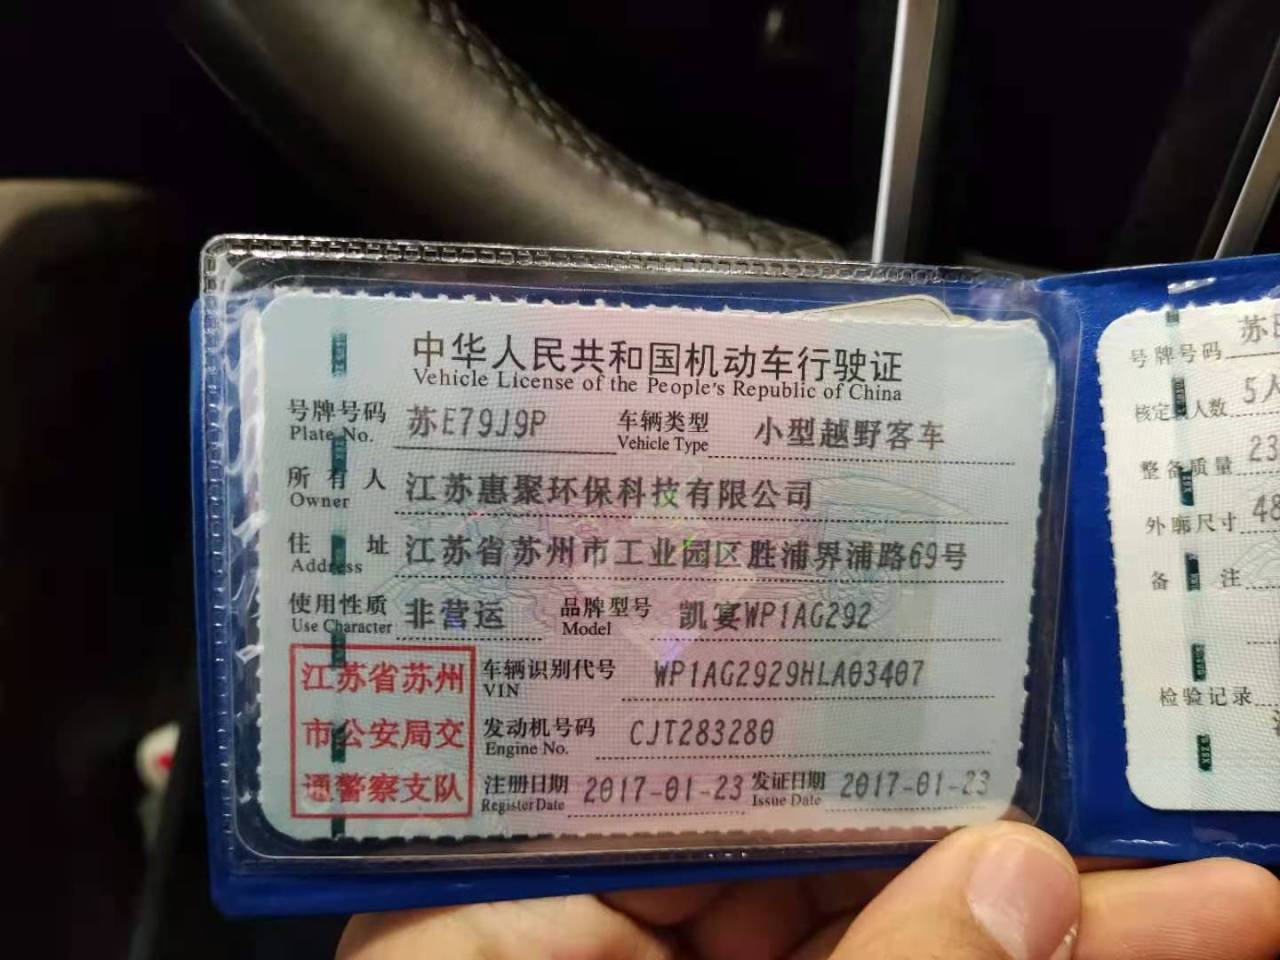 中华人民共和国机动车行驶证
Vehicle License of the People's Republic of China
号牌号码 苏E79J9P 车辆类型 小型越野客车
Plate No. Vehicle Type
所有人 江苏惠聚环保科技有限公司
Owner
住址 江苏省苏州市工业园区胜浦界浦路69号
Address
使用性质 非营运 品牌型号 凯宴WP1AG292
Use Character Model
江苏省苏州
市公安局交
通警察支队
车辆识别代号 WP1AG2929HLA03407
VIN
发动机号码 CJT283280
Engine No.
注册日期 2017-01-23 发证日期 2017-01-23
Register Date Issue Date
号牌号码 苏
核定人数 5人
整备质量 23
外廓尺寸 48
备注
检验记录